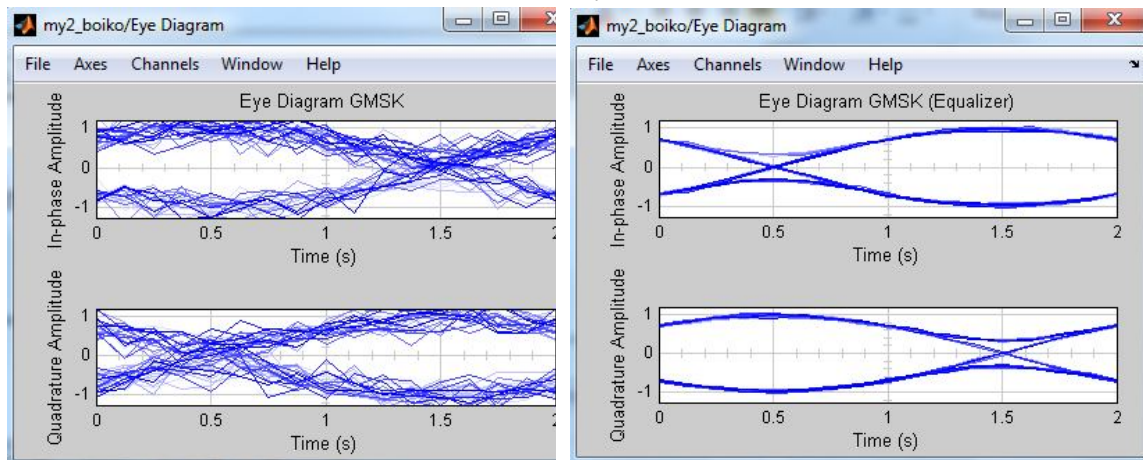 my2_boiko/Eye Diagram
File Axes Channels Window Help
Eye Diagram GMSK
In-phase Amplitude
1
0
-1
0 0.5 1 1.5 2
Time (s)
Quadrature Amplitude
1
0
-1
0 0.5 1 1.5 2
Time (s)
my2_boiko/Eye Diagram
File Axes Channels Window Help
Eye Diagram GMSK (Equalizer)
In-phase Amplitude
1
0
-1
0 0.5 1 1.5 2
Time (s)
Quadrature Amplitude
1
0
-1
0 0.5 1 1.5 2
Time (s)